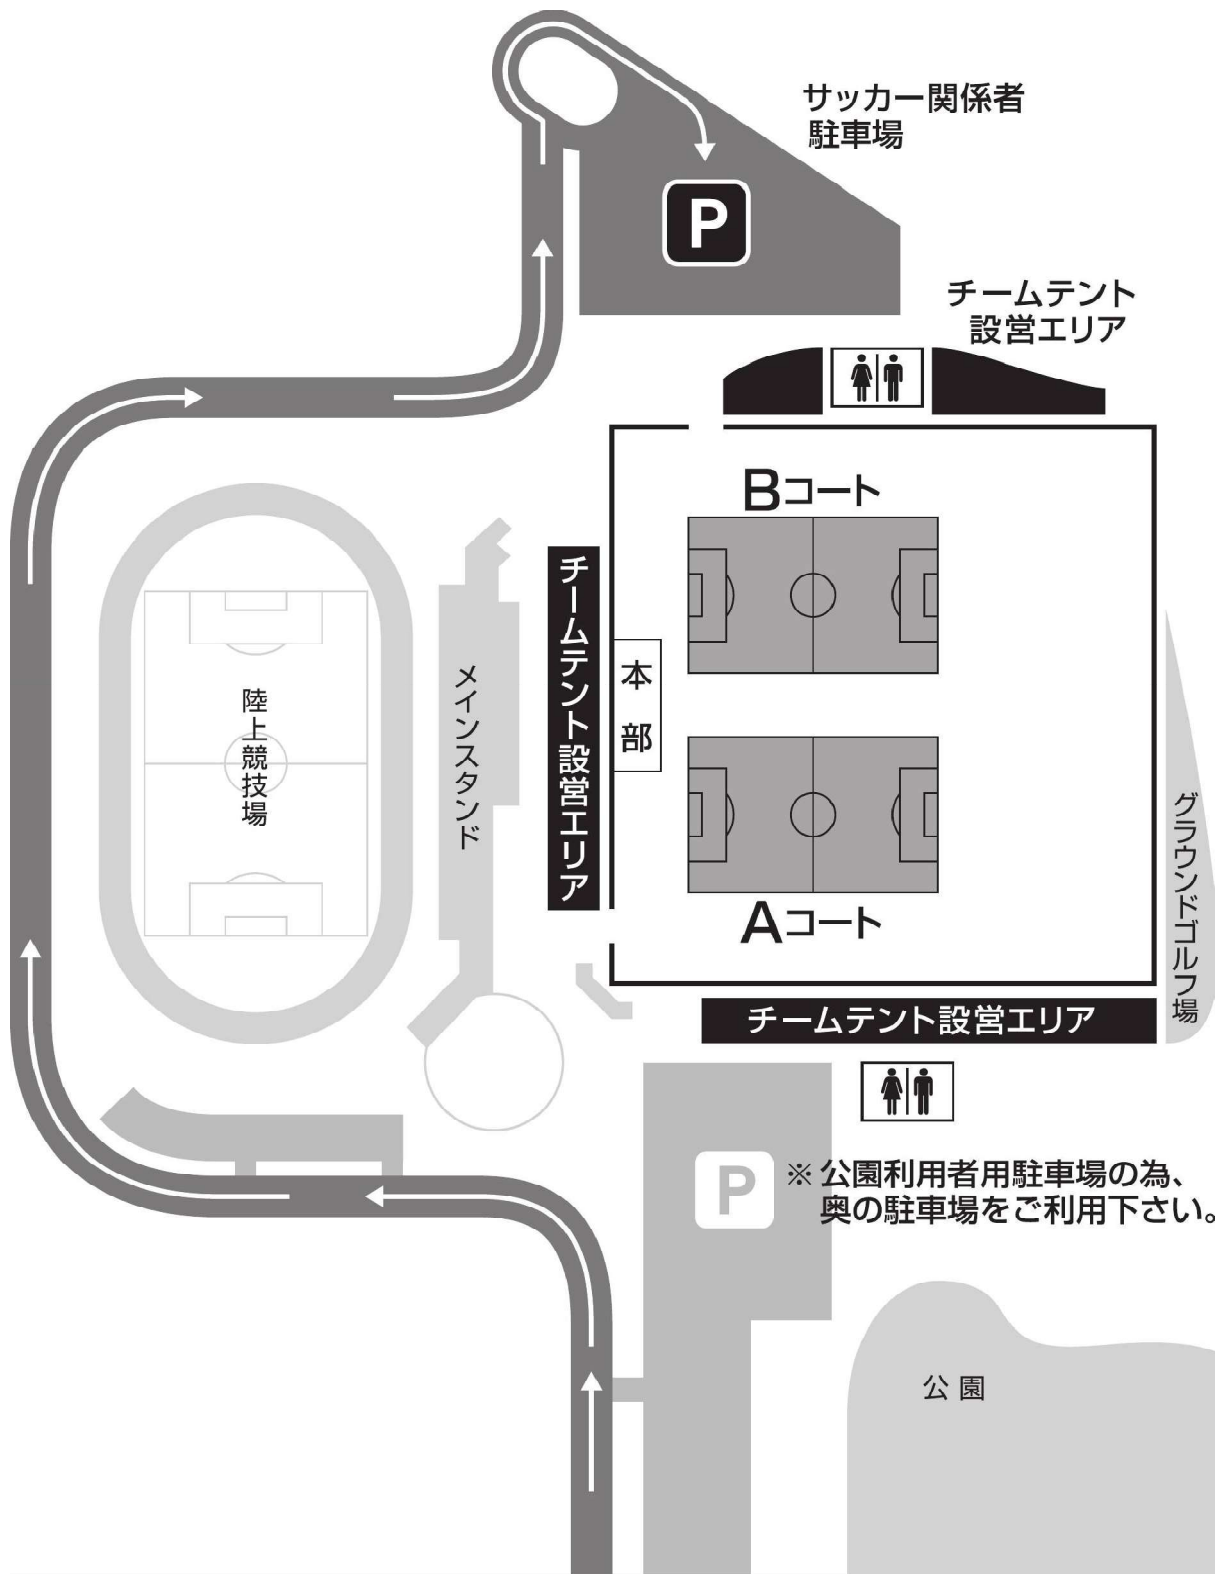 サッカー関係者
駐車場
P
チームテント
設営エリア
Bコート
チームテント設営エリア
本部
陸上競技場
メインスタンド
グラウンドゴルフ場
Aコート
チームテント設営エリア
P
※公園利用者用駐車場の為、
奥の駐車場をご利用下さい。
公園